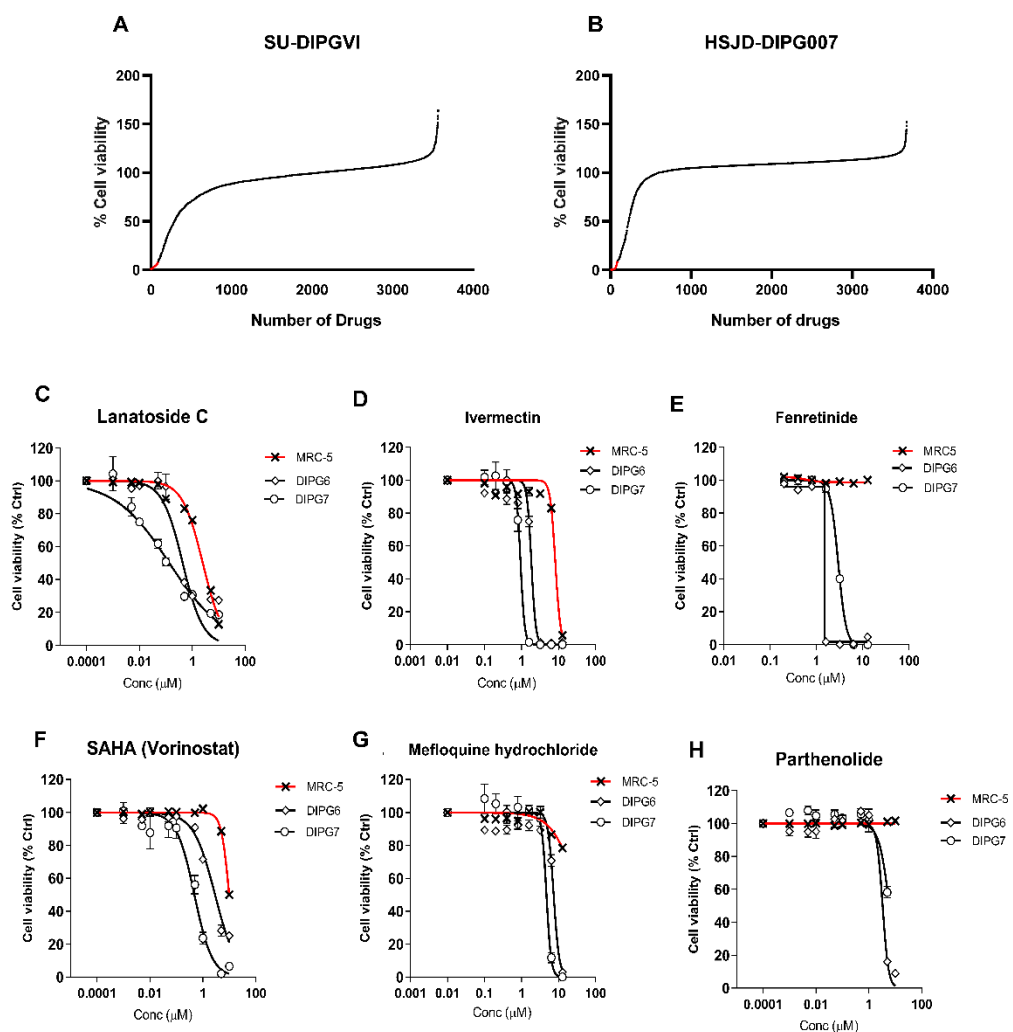 A
SU-DIPGVI
% Cell viability
200
150
100
50
0
0 1000 2000 3000 4000
Number of Drugs
B
HSJD-DIPG007
% Cell viability
200
150
100
50
0
0 1000 2000 3000 4000
Number of drugs
C
Lanatoside C
Cell viability (% Ctrl)
120
100
80
60
40
20
0
0.0001 0.01 1 100
Conc (µM)
MRC-5
DIPG6
DIPG7
D
Ivermectin
Cell viability (% Ctrl)
120
100
80
60
40
20
0
0.001 0.01 0.1 1 10 100
Conc (µM)
MRC-5
DIPG6
DIPG7
E
Fenretinide
Cell viability (% Ctrl)
120
100
80
60
40
20
0
0.01 0.1 1 10 100
Conc (µM)
MRC5
DIPG6
DIPG7
F
SAHA (Vorinostat)
Cell viability (% Ctrl)
120
100
80
60
40
20
0
0.0001 0.01 1 100
Conc (µM)
MRC-5
DIPG6
DIPG7
G
Mefloquine hydrochloride
Cell viability (% Ctrl)
120
100
80
60
40
20
0
0.001 0.01 0.1 1 10 100
Conc (µM)
MRC-5
DIPG6
DIPG7
H
Parthenolide
Cell viability (% Ctrl)
120
100
80
60
40
20
0
0.0001 0.01 1 100
Conc (µM)
MRC-5
DIPG6
DIPG7